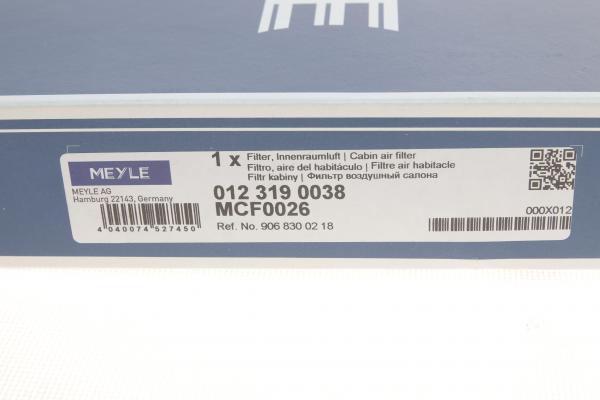 MEYLE
MEYLE AG
Hamburg 22143, Germany
4 040074 527450
1 x Filter, Innenraumluft | Cabin air filter
Filtro, aire del habitáculo | Filtre air habitacle
Filtr kabiny | Фильтр воздушный салона
012 319 0038
MCF0026
Ref. No. 906 830 02 18
000X012